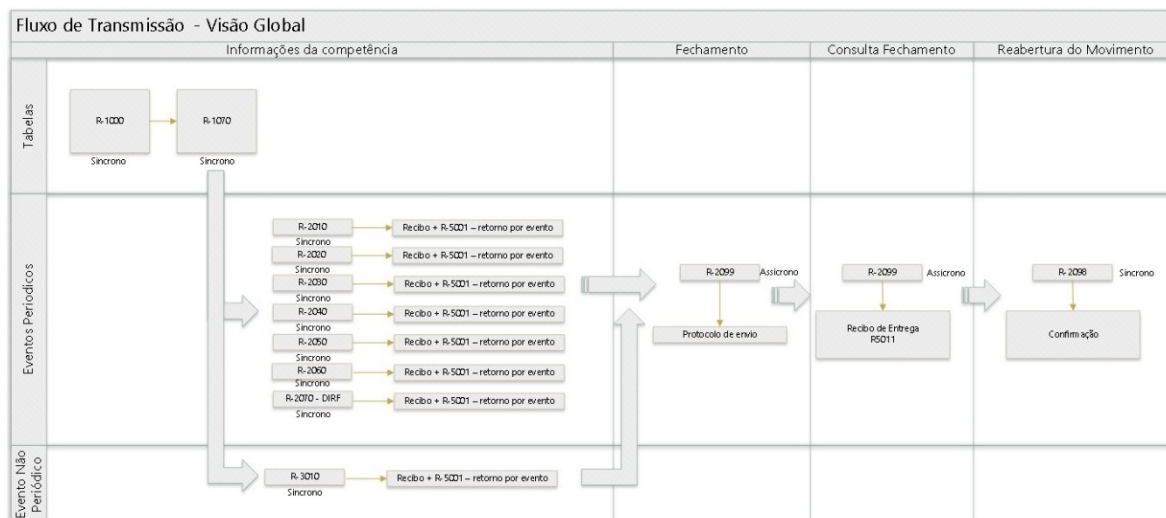 Fluxo de Transmissão - Visão Global
Informações da competência
Fechamento
Consulta Fechamento
Reabertura do Movimento
Tabelas
R-1000
Sincrono
R-1070
Sincrono
Eventos Periodicos
R-2010
Sincrono
Recibo + R-5001 – retorno por evento
R-2020
Sincrono
Recibo + R-5001 – retorno por evento
R-2030
Sincrono
Recibo + R-5001 – retorno por evento
R-2040
Sincrono
Recibo + R-5001 – retorno por evento
R-2050
Sincrono
Recibo + R-5001 – retorno por evento
R-2060
Sincrono
Recibo + R-5001 – retorno por evento
R-2070 - DIRF
Sincrono
Recibo + R-5001 – retorno por evento
R-2099
Assicrono
Protocolo de envio
R-2099
Assicrono
Recibo de Entrega
R5011
R-2098
Sincrono
Confirmação
Evento Não
Periódico
R-3010
Sincrono
Recibo + R-5001 – retorno por evento